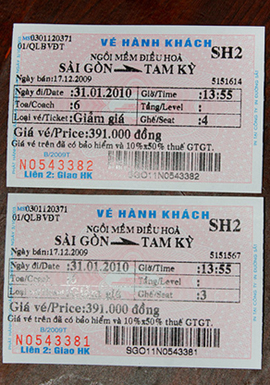 MS0301120371
01/QLBVĐT
VÉ HÀNH KHÁCH
SH2
NGỒI MỀM ĐIỀU HOÀ
SÀI GÒN TAM KỲ
Ngày bán:17.12.2009 5151614
Ngày đi/Date :31.01.2010 Giờ/Time :13:55
Toa/Coach :6 Tầng/Level :
Loại vé/Ticket:Giảm giá Ghế/Seat :4
Giá vé/Price:391.000 đồng
Giá vé trên đã có bảo hiểm và 10%x50% thuế GTGT.
B/2009T
N0543382
SGO11N0543382
Liên 2: Giao HK
MS0301120371
01/QLBVĐT
VÉ HÀNH KHÁCH
SH2
NGỒI MỀM ĐIỀU HOÀ
SÀI GÒN TAM KỲ
Ngày bán:17.12.2009 5151567
Ngày đi/Date :31.01.2010 Giờ/Time :13:55
Toa/Coach Tầng/Level :
giá Ghế/Seat :3
Giá vé/Price:391.000 đồng
Giá vé trên đã có bảo hiểm và 10%x50% thuế GTGT.
B/2009T
N0543381
SGO11N0543381
Liên 2: Giao HK